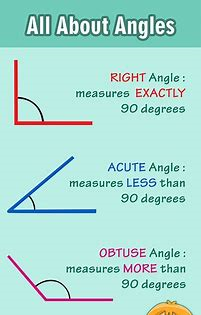 All About Angles
RIGHT Angle :
measures EXACTLY
90 degrees
ACUTE Angle :
measures LESS than
90 degrees
OBTUSE Angle :
measures MORE than
90 degrees